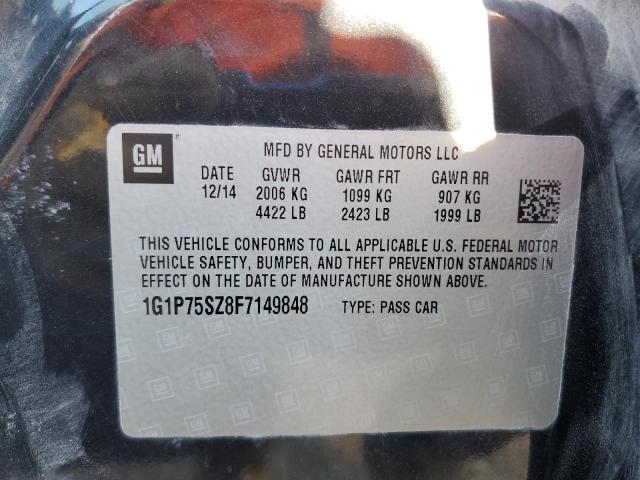 GM
MFD BY GENERAL MOTORS LLC
DATE GVWR GAWR FRT GAWR RR
12/14 2006 KG 1099 KG 907 KG
4422 LB 2423 LB 1999 LB
THIS VEHICLE CONFORMS TO ALL APPLICABLE U.S. FEDERAL MOTOR
VEHICLE SAFETY, BUMPER, AND THEFT PREVENTION STANDARDS IN
EFFECT ON THE DATE OF MANUFACTURE SHOWN ABOVE.
1G1P75SZ8F7149848 TYPE: PASS CAR